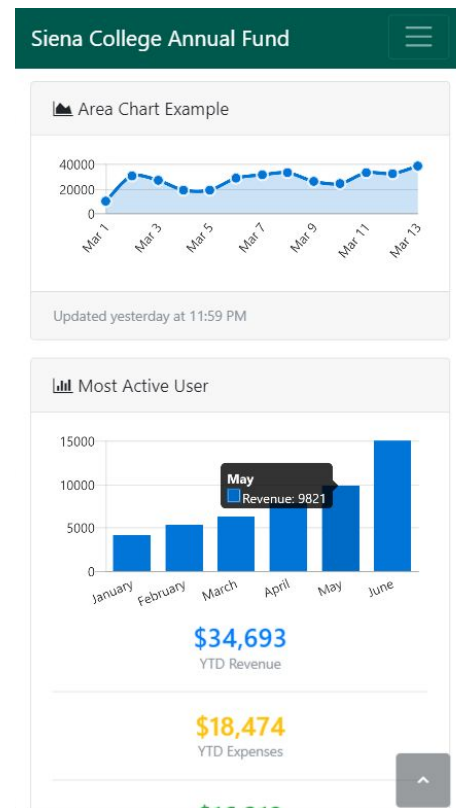 Siena College Annual Fund
Area Chart Example
40000
20000
0
Mar 1
Mar 3
Mar 5
Mar 7
Mar 9
Mar 11
Mar 13
Updated yesterday at 11:59 PM
Most Active User
15000
10000
5000
0
May
Revenue: 9821
January
February
March
April
May
June
$34,693
YTD Revenue
$18,474
YTD Expenses